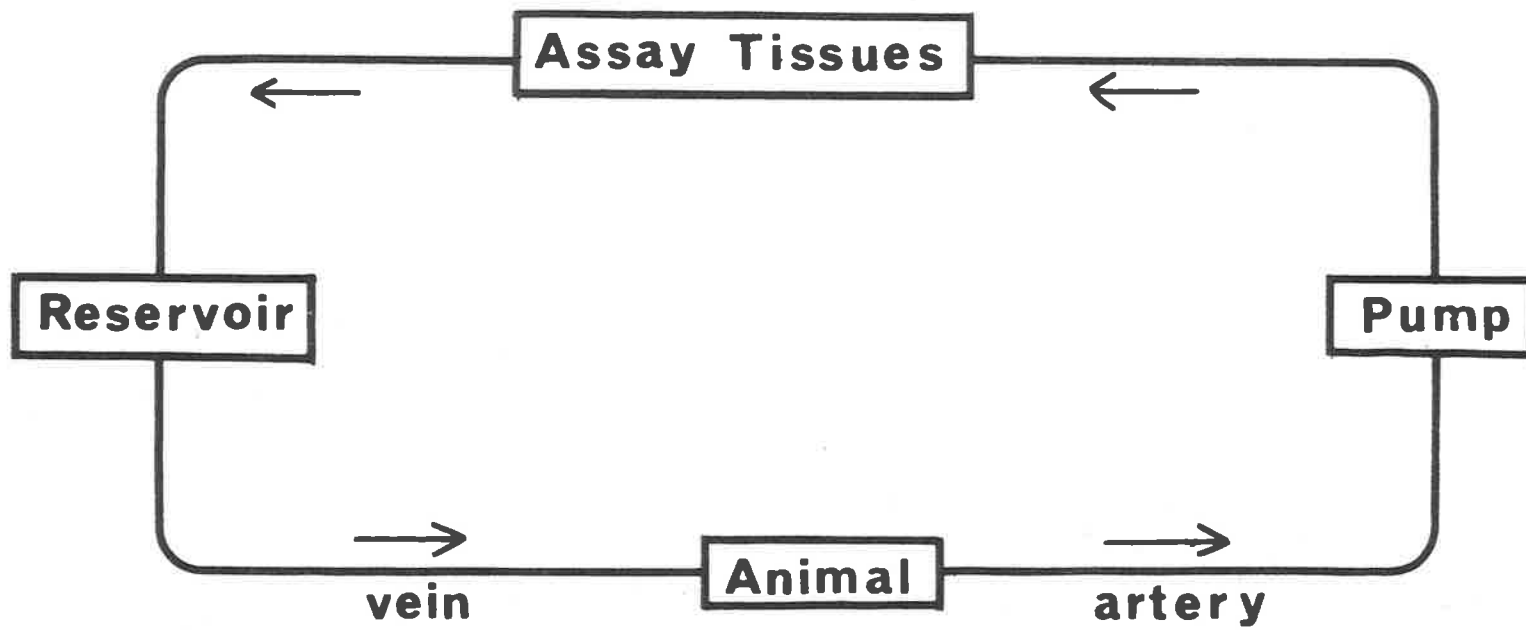 Assay Tissues
Reservoir
Pump
Animal
vein
artery